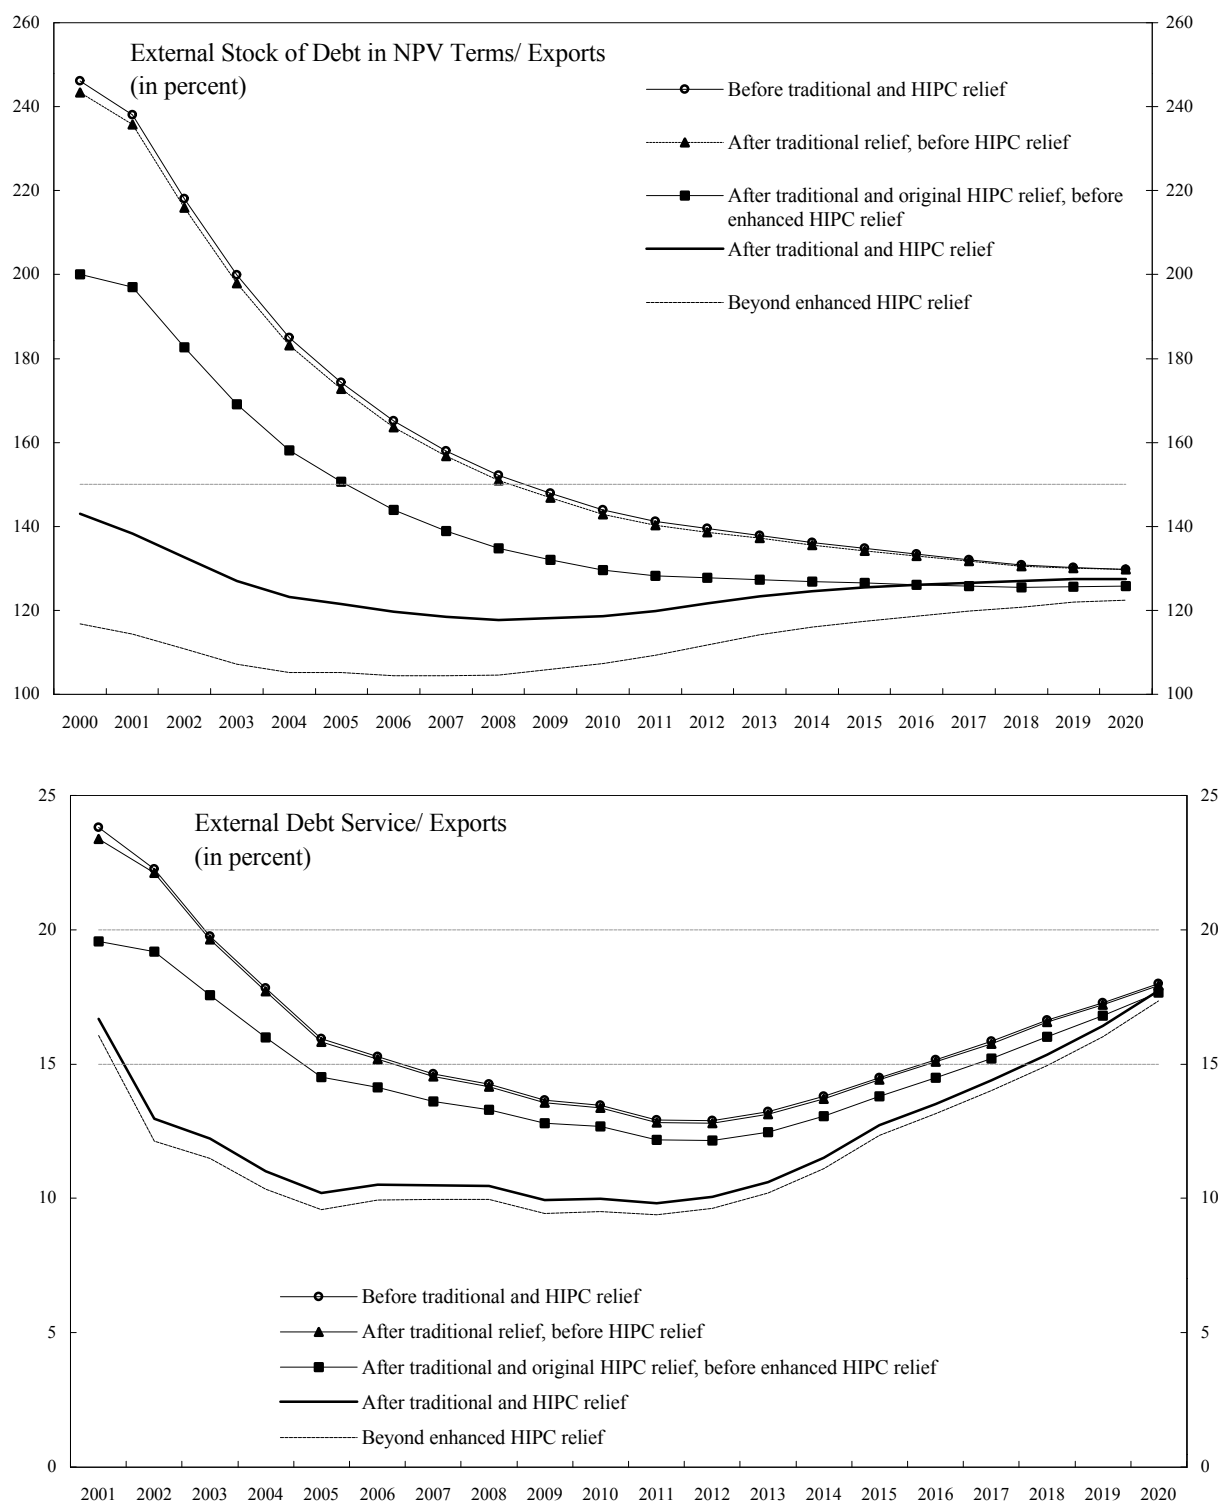 External Stock of Debt in NPV Terms/ Exports
(in percent)
Before traditional and HIPC relief
After traditional relief, before HIPC relief
After traditional and original HIPC relief, before
enhanced HIPC relief
After traditional and HIPC relief
Beyond enhanced HIPC relief
260 260
240 240
220 220
200 200
180 180
160 160
140 140
120 120
100 100
2000 2001 2002 2003 2004 2005 2006 2007 2008 2009 2010 2011 2012 2013 2014 2015 2016 2017 2018 2019 2020
External Debt Service/ Exports
(in percent)
25 25
20 20
15 15
10 10
5 5
0 0
Before traditional and HIPC relief
After traditional relief, before HIPC relief
After traditional and original HIPC relief, before enhanced HIPC relief
After traditional and HIPC relief
Beyond enhanced HIPC relief
2001 2002 2003 2004 2005 2006 2007 2008 2009 2010 2011 2012 2013 2014 2015 2016 2017 2018 2019 2020